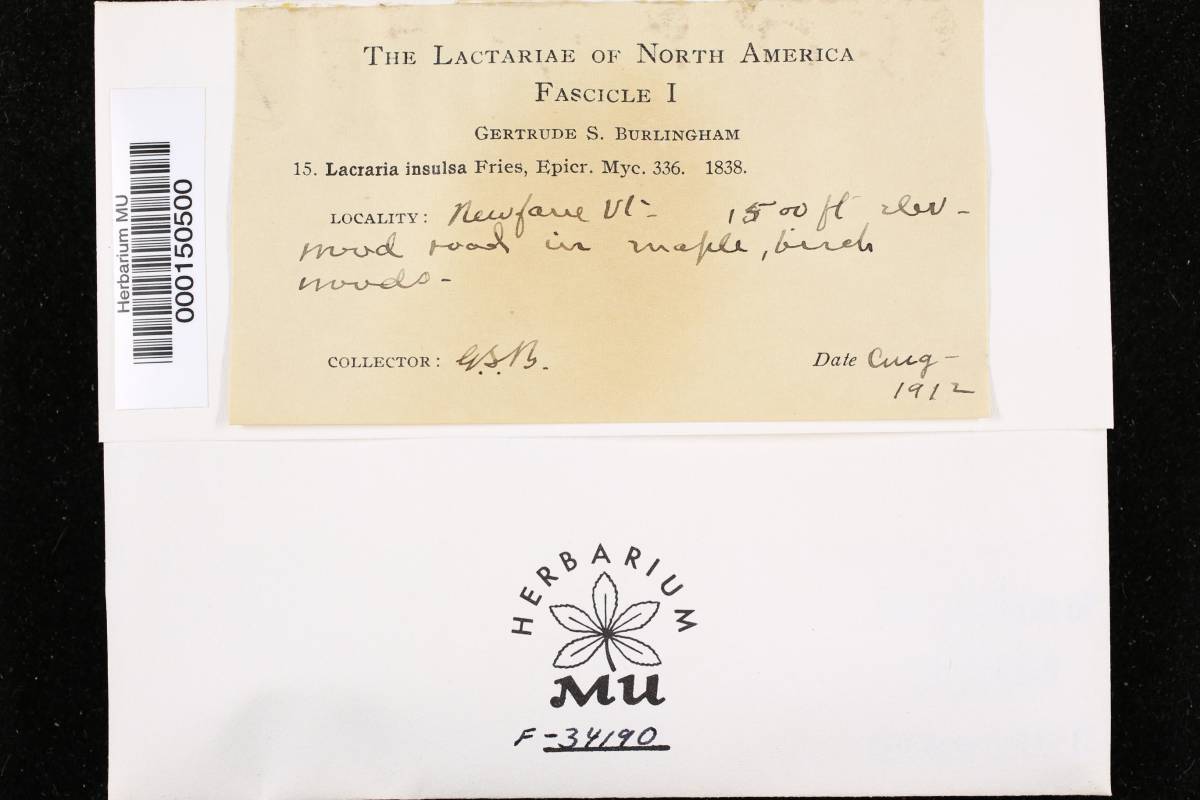 THE LACTARIAE OF NORTH AMERICA
FASCICLE I
GERTRUDE S. BURLINGHAM
15. Lacraria insulsa Fries, Epicr. Myc. 336. 1838.
LOCALITY: Newfane Vt- 1500 ft elev-
wood road in maple, birch
woods-
COLLECTOR: G.S.B.
Date Aug-
1912
Herbarium MU
000150500
HERBARIUM
MU
F-34190